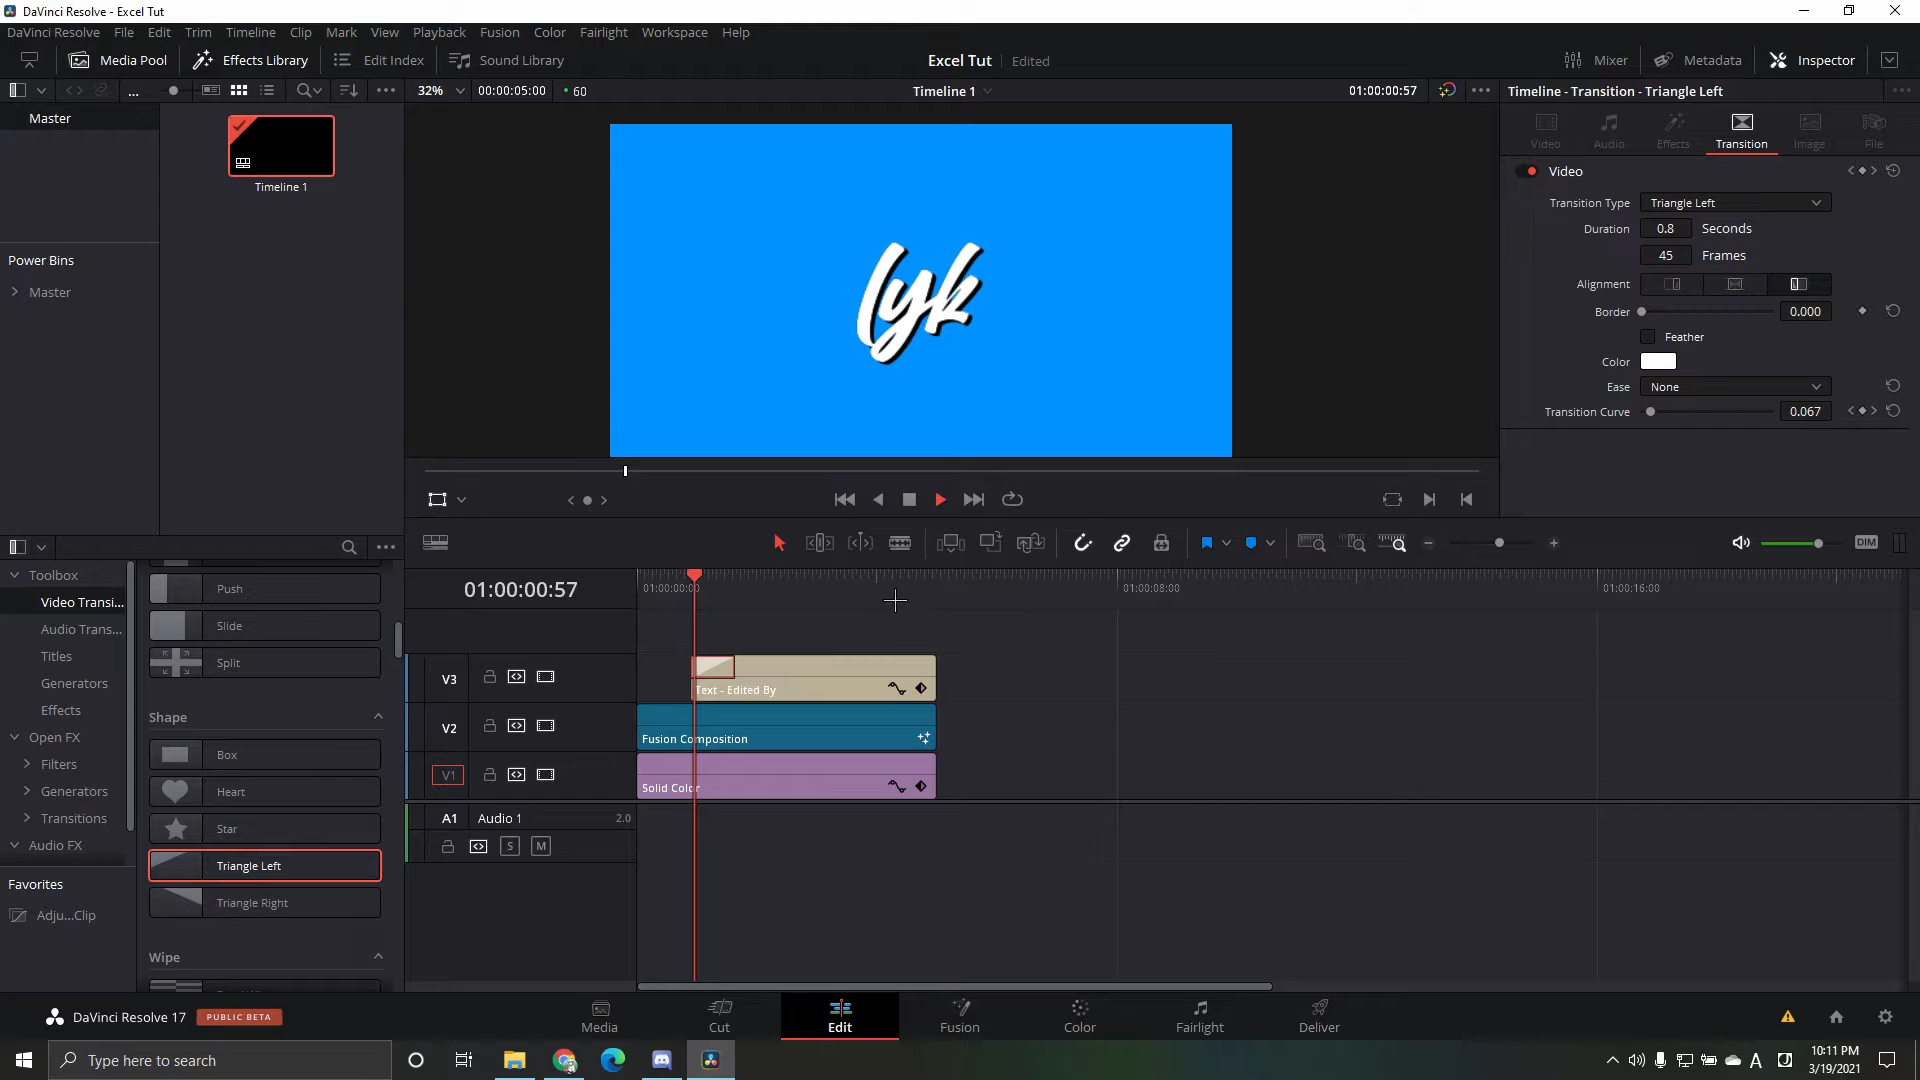 DaVinci Resolve - Excel Tut
DaVinci Resolve File Edit Trim Timeline Clip Mark View Playback Fusion Color Fairlight Workspace Help
Media Pool Effects Library Edit Index Sound Library Excel Tut Edited Mixer Metadata Inspector
32% 00:00:05:00 60 Timeline 1 01:00:00:57 Timeline - Transition - Triangle Left
Master
Timeline 1
Power Bins
Master
lyk
Video Audio Effects Transition Image File
Video
Transition Type Triangle Left
Duration 0.8 Seconds
45 Frames
Alignment
Border 0.000
Feather
Color
Ease None
Transition Curve 0.067
DIM
Toolbox
Video Transi...
Audio Trans...
Titles
Generators
Effects
Open FX
Filters
Generators
Transitions
Audio FX
Favorites
Adju...Clip
Push
Slide
Split
Shape
Box
Heart
Star
Triangle Left
Triangle Right
Wipe
01:00:00:57 01:00:00:00 01:00:08:00 01:00:16:00
V3 Text - Edited By
V2 Fusion Composition
V1 Solid Color
A1 Audio 1 2.0
S M
DaVinci Resolve 17 PUBLIC BETA
Media Cut Edit Fusion Color Fairlight Deliver
Type here to search
A
10:11 PM
3/19/2021